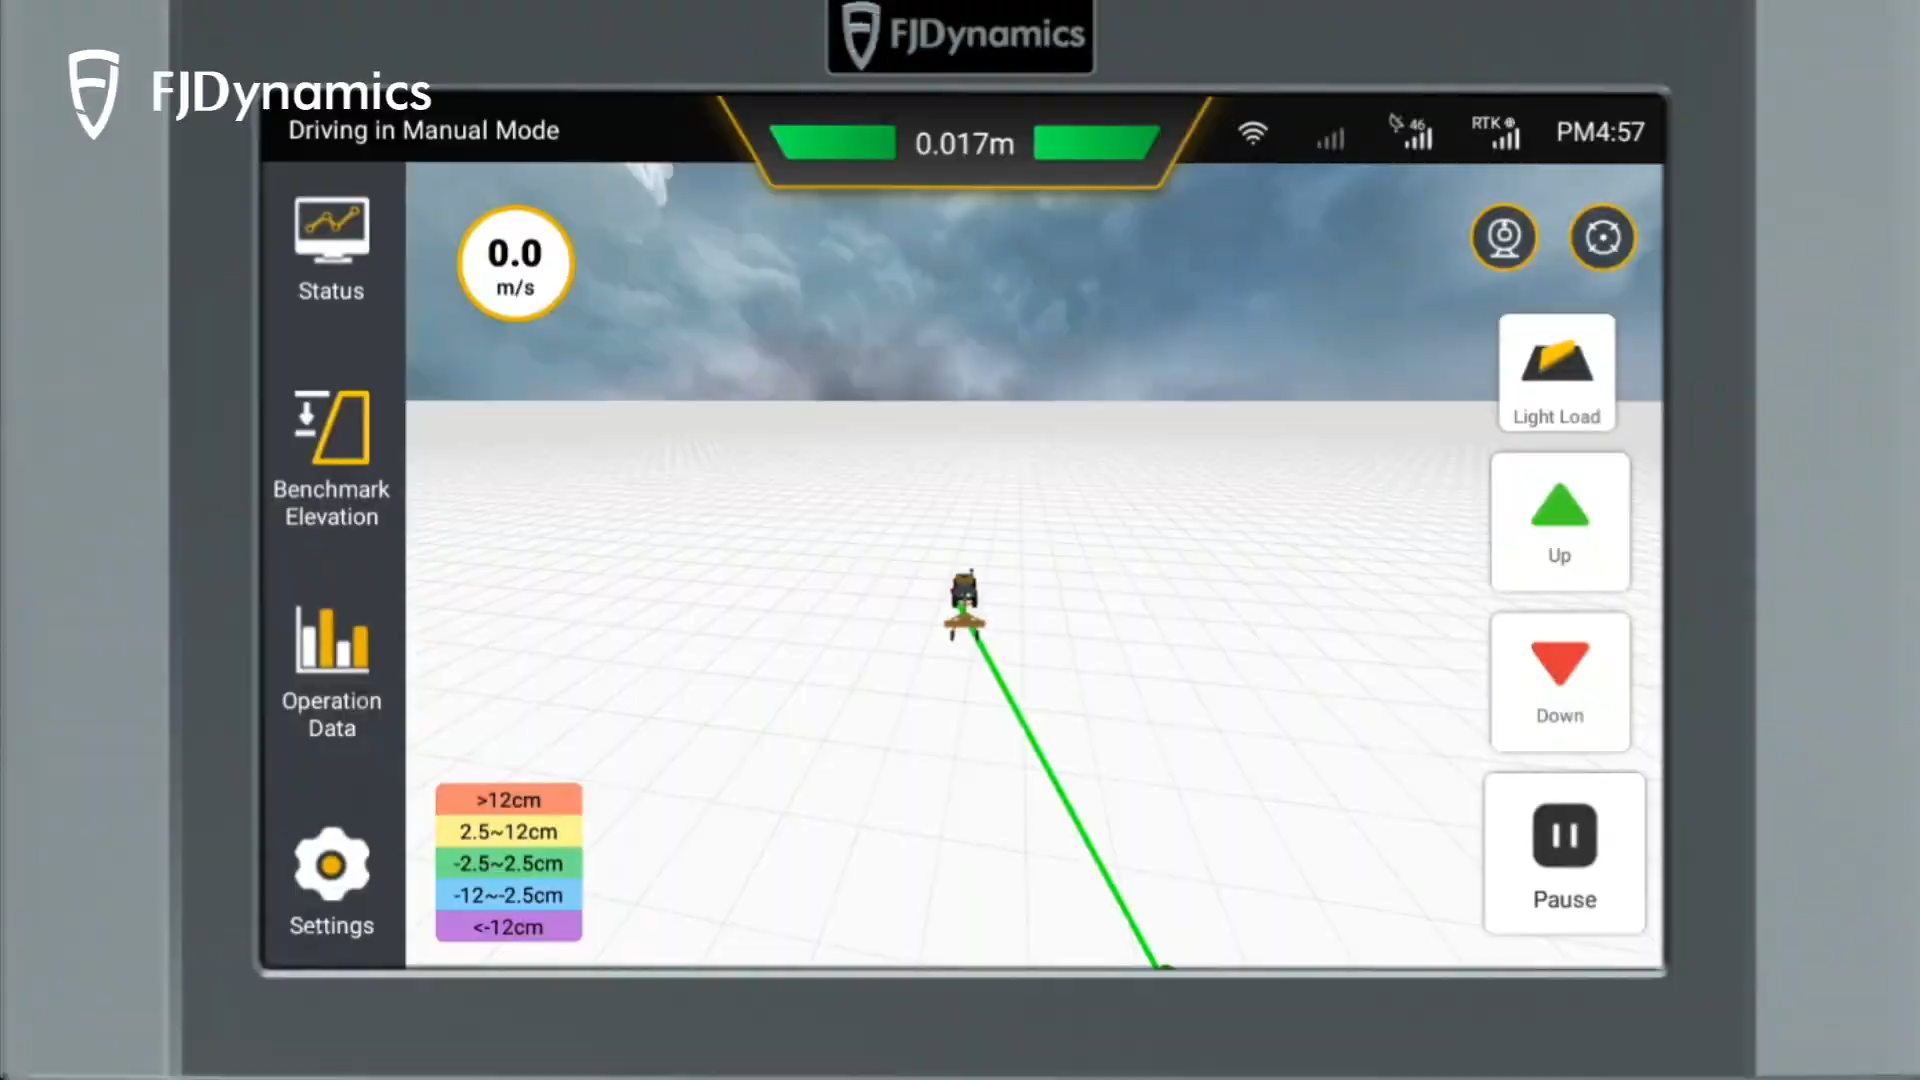 FJDynamics
FJDynamics
Driving in Manual Mode
0.017m
46
RTK
PM4:57
Status
0.0
m/s
Light Load
Benchmark
Elevation
Up
Operation
Data
Down
>12cm
2.5~12cm
-2.5~2.5cm
-12~-2.5cm
<-12cm
Settings
Pause